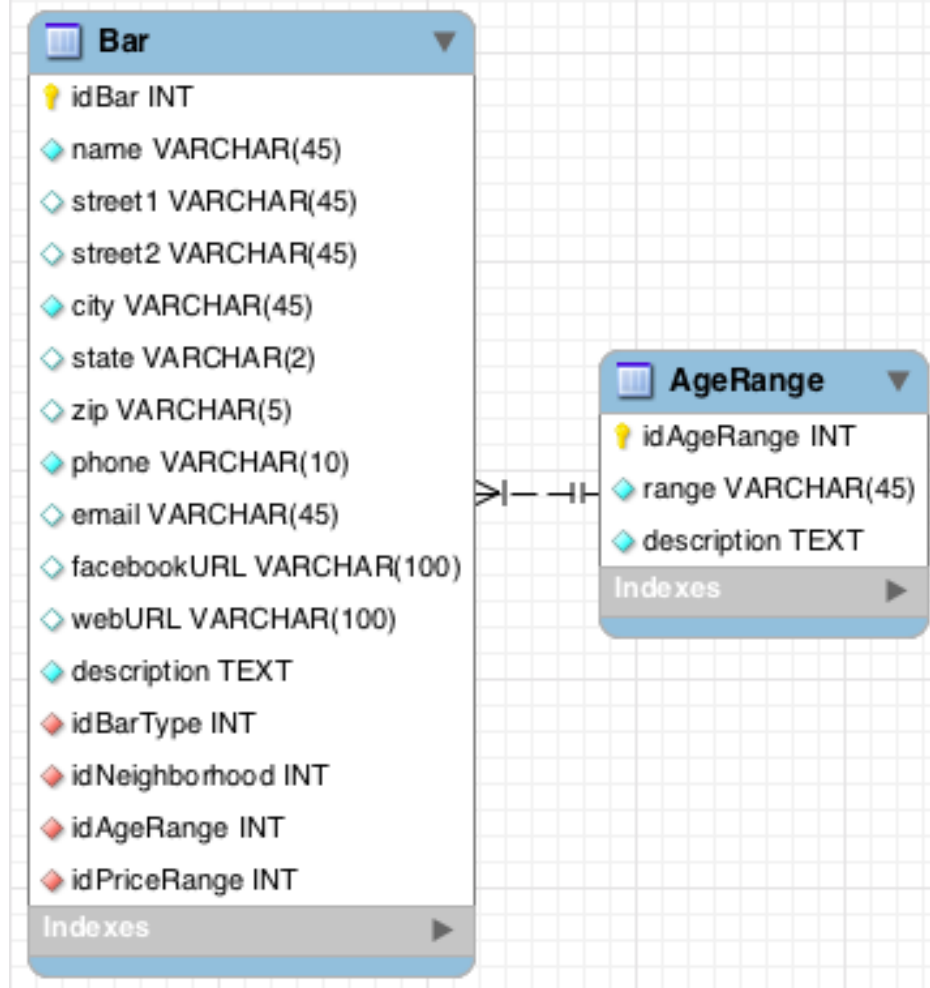 Bar
idBar INT
name VARCHAR(45)
street1 VARCHAR(45)
street2 VARCHAR(45)
city VARCHAR(45)
state VARCHAR(2)
zip VARCHAR(5)
phone VARCHAR(10)
email VARCHAR(45)
facebookURL VARCHAR(100)
webURL VARCHAR(100)
description TEXT
idBarType INT
idNeighborhood INT
idAgeRange INT
idPriceRange INT
Indexes
AgeRange
idAgeRange INT
range VARCHAR(45)
description TEXT
Indexes